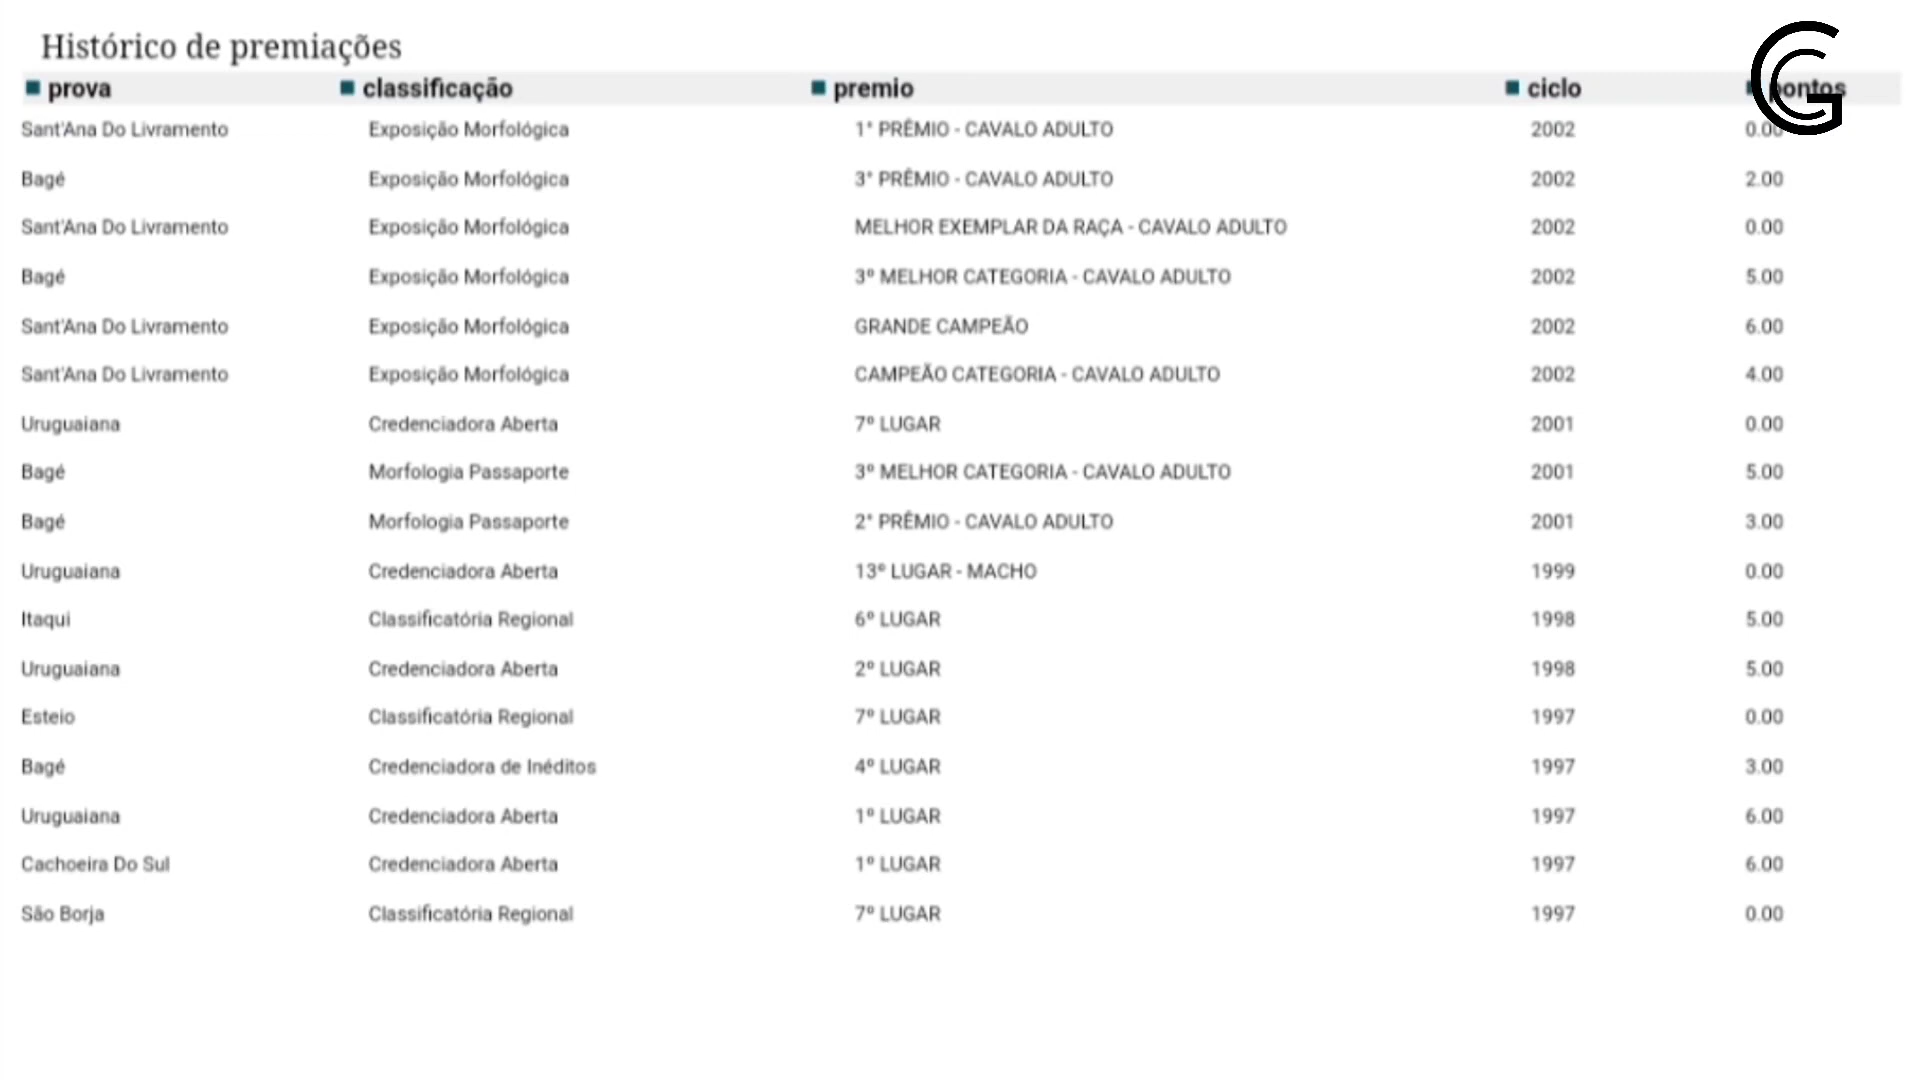 Histórico de premiações
prova classificação premio ciclo pontos
Sant'Ana Do Livramento Exposição Morfológica 1° PRÊMIO - CAVALO ADULTO 2002 0.00
Bagé Exposição Morfológica 3° PRÊMIO - CAVALO ADULTO 2002 2.00
Sant'Ana Do Livramento Exposição Morfológica MELHOR EXEMPLAR DA RAÇA - CAVALO ADULTO 2002 0.00
Bagé Exposição Morfológica 3º MELHOR CATEGORIA - CAVALO ADULTO 2002 5.00
Sant'Ana Do Livramento Exposição Morfológica GRANDE CAMPEÃO 2002 6.00
Sant'Ana Do Livramento Exposição Morfológica CAMPEÃO CATEGORIA - CAVALO ADULTO 2002 4.00
Uruguaiana Credenciadora Aberta 7º LUGAR 2001 0.00
Bagé Morfologia Passaporte 3º MELHOR CATEGORIA - CAVALO ADULTO 2001 5.00
Bagé Morfologia Passaporte 2° PRÊMIO - CAVALO ADULTO 2001 3.00
Uruguaiana Credenciadora Aberta 13º LUGAR - MACHO 1999 0.00
Itaqui Classificatória Regional 6º LUGAR 1998 5.00
Uruguaiana Credenciadora Aberta 2º LUGAR 1998 5.00
Esteio Classificatória Regional 7º LUGAR 1997 0.00
Bagé Credenciadora de Inéditos 4º LUGAR 1997 3.00
Uruguaiana Credenciadora Aberta 1º LUGAR 1997 6.00
Cachoeira Do Sul Credenciadora Aberta 1º LUGAR 1997 6.00
São Borja Classificatória Regional 7º LUGAR 1997 0.00